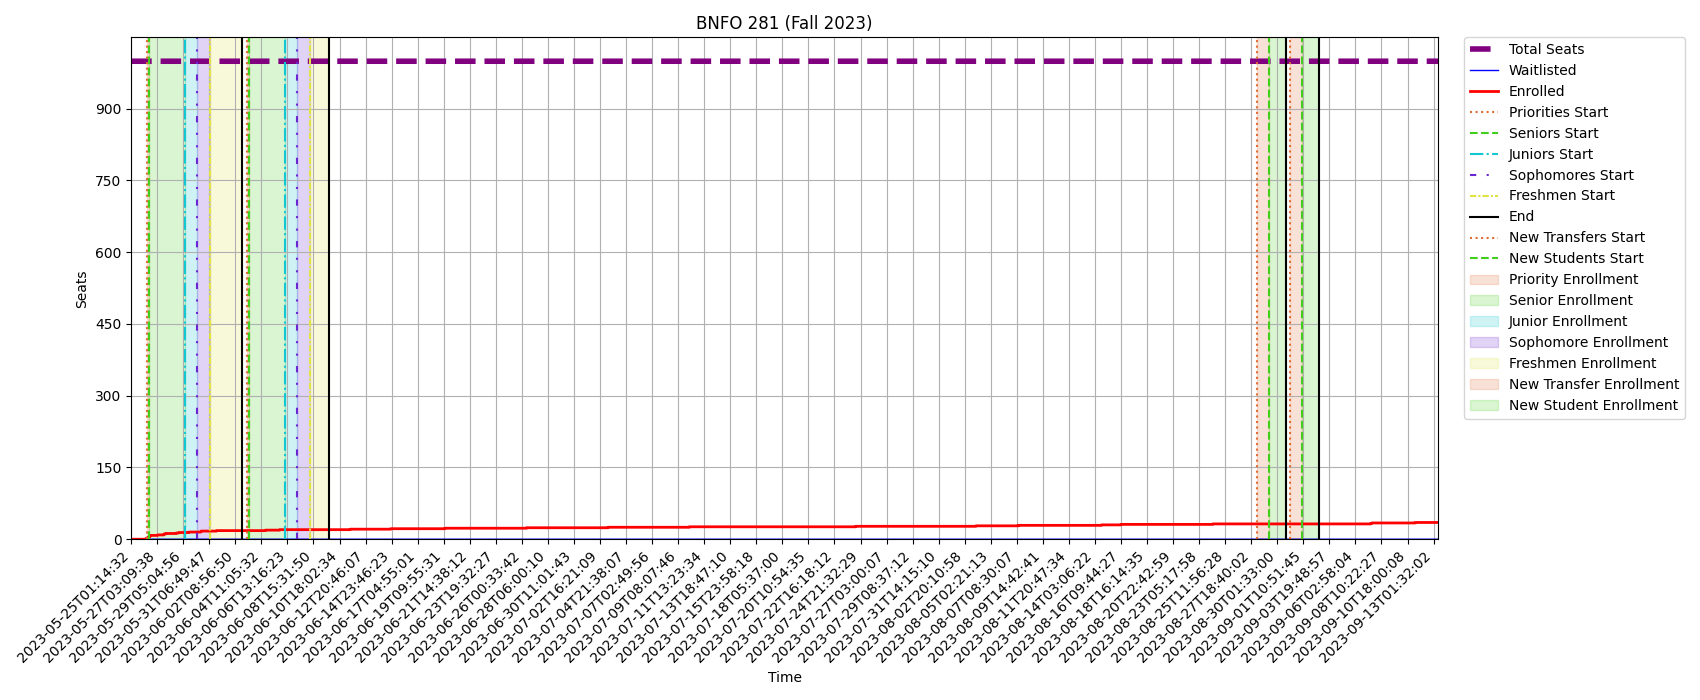 BNFO 281 (Fall 2023)
Seats
900
750
600
450
300
150
0
2023-05-25T01:14:32
2023-05-27T03:09:38
2023-05-29T05:04:56
2023-05-31T06:49:47
2023-06-02T08:56:50
2023-06-04T11:05:32
2023-06-06T13:16:23
2023-06-08T15:31:50
2023-06-10T18:02:34
2023-06-12T20:46:07
2023-06-14T23:46:23
2023-06-17T04:55:01
2023-06-19T09:55:31
2023-06-21T14:38:12
2023-06-23T19:32:27
2023-06-26T00:33:42
2023-06-28T06:00:10
2023-06-30T11:01:43
2023-07-02T16:21:09
2023-07-04T21:38:07
2023-07-07T02:49:56
2023-07-09T08:07:46
2023-07-11T13:23:34
2023-07-13T18:47:10
2023-07-15T23:58:18
2023-07-18T05:37:00
2023-07-20T10:54:35
2023-07-22T16:18:12
2023-07-24T21:32:29
2023-07-27T03:00:07
2023-07-29T08:37:12
2023-07-31T14:15:10
2023-08-02T20:10:58
2023-08-05T02:21:13
2023-08-07T08:30:07
2023-08-09T14:42:41
2023-08-11T20:47:34
2023-08-14T03:06:22
2023-08-16T09:44:27
2023-08-18T16:14:35
2023-08-20T22:42:59
2023-08-23T05:17:58
2023-08-25T11:56:28
2023-08-27T18:40:02
2023-08-30T01:33:00
2023-09-01T10:51:45
2023-09-03T19:48:57
2023-09-06T02:58:04
2023-09-08T10:22:27
2023-09-10T18:00:08
2023-09-13T01:32:02
Time
Total Seats
Waitlisted
Enrolled
Priorities Start
Seniors Start
Juniors Start
Sophomores Start
Freshmen Start
End
New Transfers Start
New Students Start
Priority Enrollment
Senior Enrollment
Junior Enrollment
Sophomore Enrollment
Freshmen Enrollment
New Transfer Enrollment
New Student Enrollment